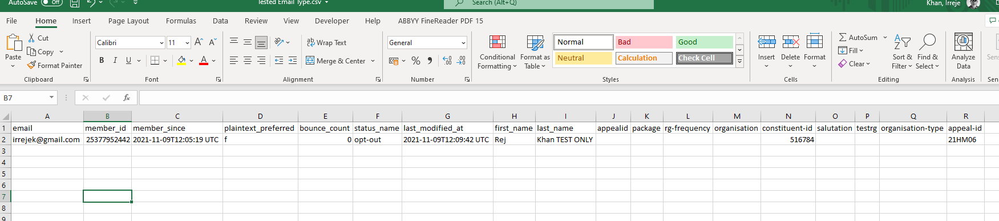 AutoSave Off Tested Email Type.csv Search (Alt+Q) Khan, Irreje
File Home Insert Page Layout Formulas Data Review View Developer Help ABBYY FineReader PDF 15
Paste
Cut
Copy
Format Painter
Clipboard
Calibri 11
B I U
Font
Wrap Text
Merge & Center
Alignment
General
Number
Conditional Formatting
Format as Table
Normal Bad Good
Neutral Calculation Check Cell
Styles
Insert Delete Format
Cells
AutoSum
Fill
Clear
Sort & Filter
Find & Select
Editing
Analyze Data
Analysis
B7 fx
A B C D E F G H I J K L M N O P Q R
1 email member_id member_since plaintext_preferred bounce_count status_name last_modified_at first_name last_name appealid package rg-frequency organisation constituent-id salutation testrg organisation-type appeal-id
2 irrejek@gmail.com 25377952442 2021-11-09T12:05:19 UTC f 0 opt-out 2021-11-09T12:09:42 UTC Rej Khan TEST ONLY 516784 21HM06
3
4
5
6
7
8
9